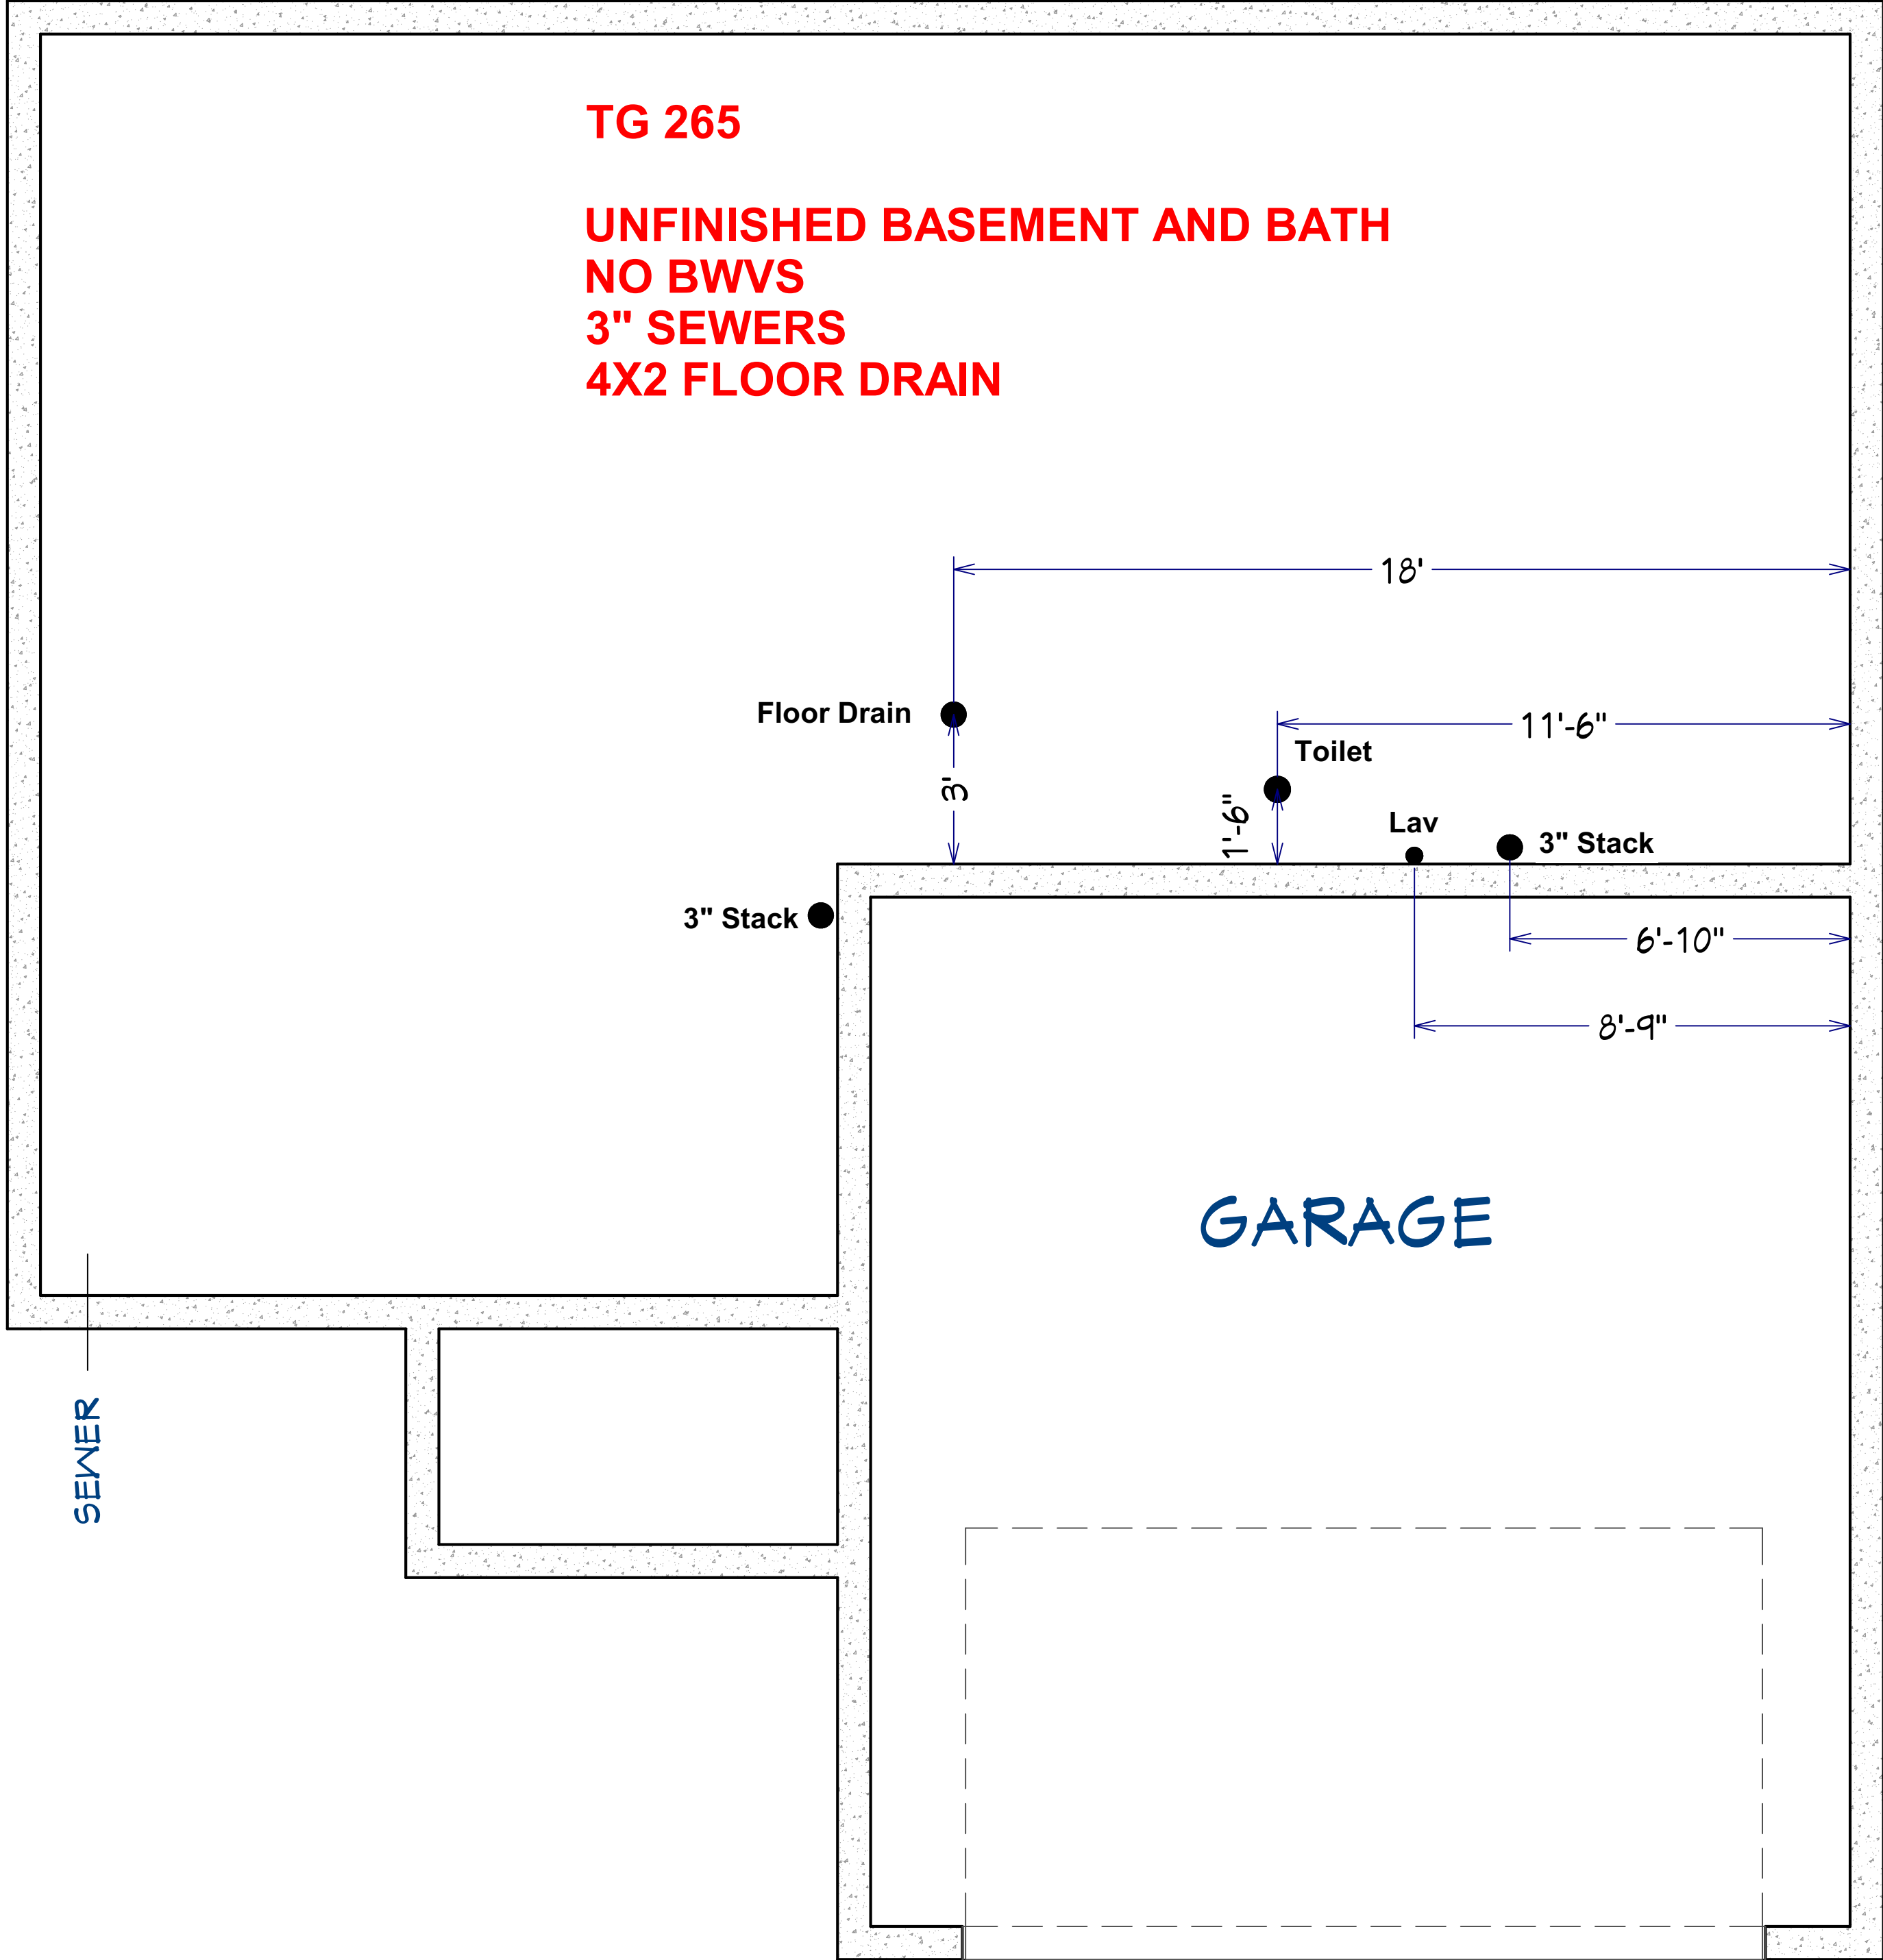 TG 265
UNFINISHED BASEMENT AND BATH
NO BWVS
3" SEWERS
4X2 FLOOR DRAIN
18'
Floor Drain
11'-6"
Toilet
3'
1'-6"
Lav
3" Stack
3" Stack
6'-10"
8'-9"
GARAGE
SEWER